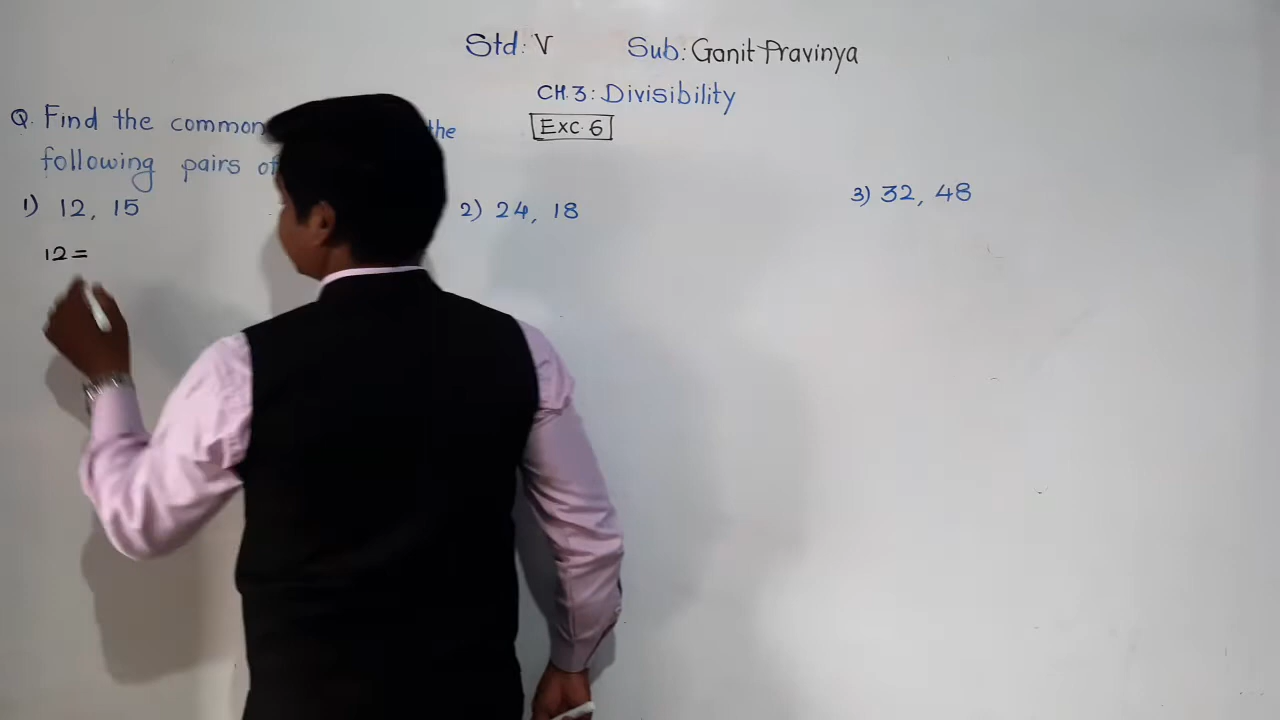 Std: V Sub: Ganit Pravinya
CH.3: Divisibility
Exc. 6
Q. Find the common the
following pairs of
1) 12, 15
2) 24, 18
3) 32, 48
12 =